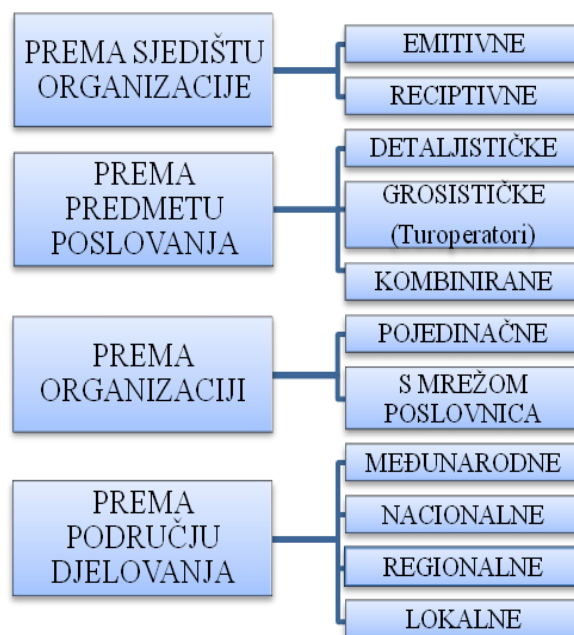 PREMA SJEDIŠTU
ORGANIZACIJE
EMITIVNE
RECIPTIVNE
PREMA
PREDMETU
POSLOVANJA
DETALJISTIČKE
GROSISTIČKE
(Turoperatori)
KOMBINIRANE
PREMA
ORGANIZACIJI
POJEDINAČNE
S MREŽOM
POSLOVNICA
PREMA
PODRUČJU
DJELOVANJA
MEĐUNARODNE
NACIONALNE
REGIONALNE
LOKALNE